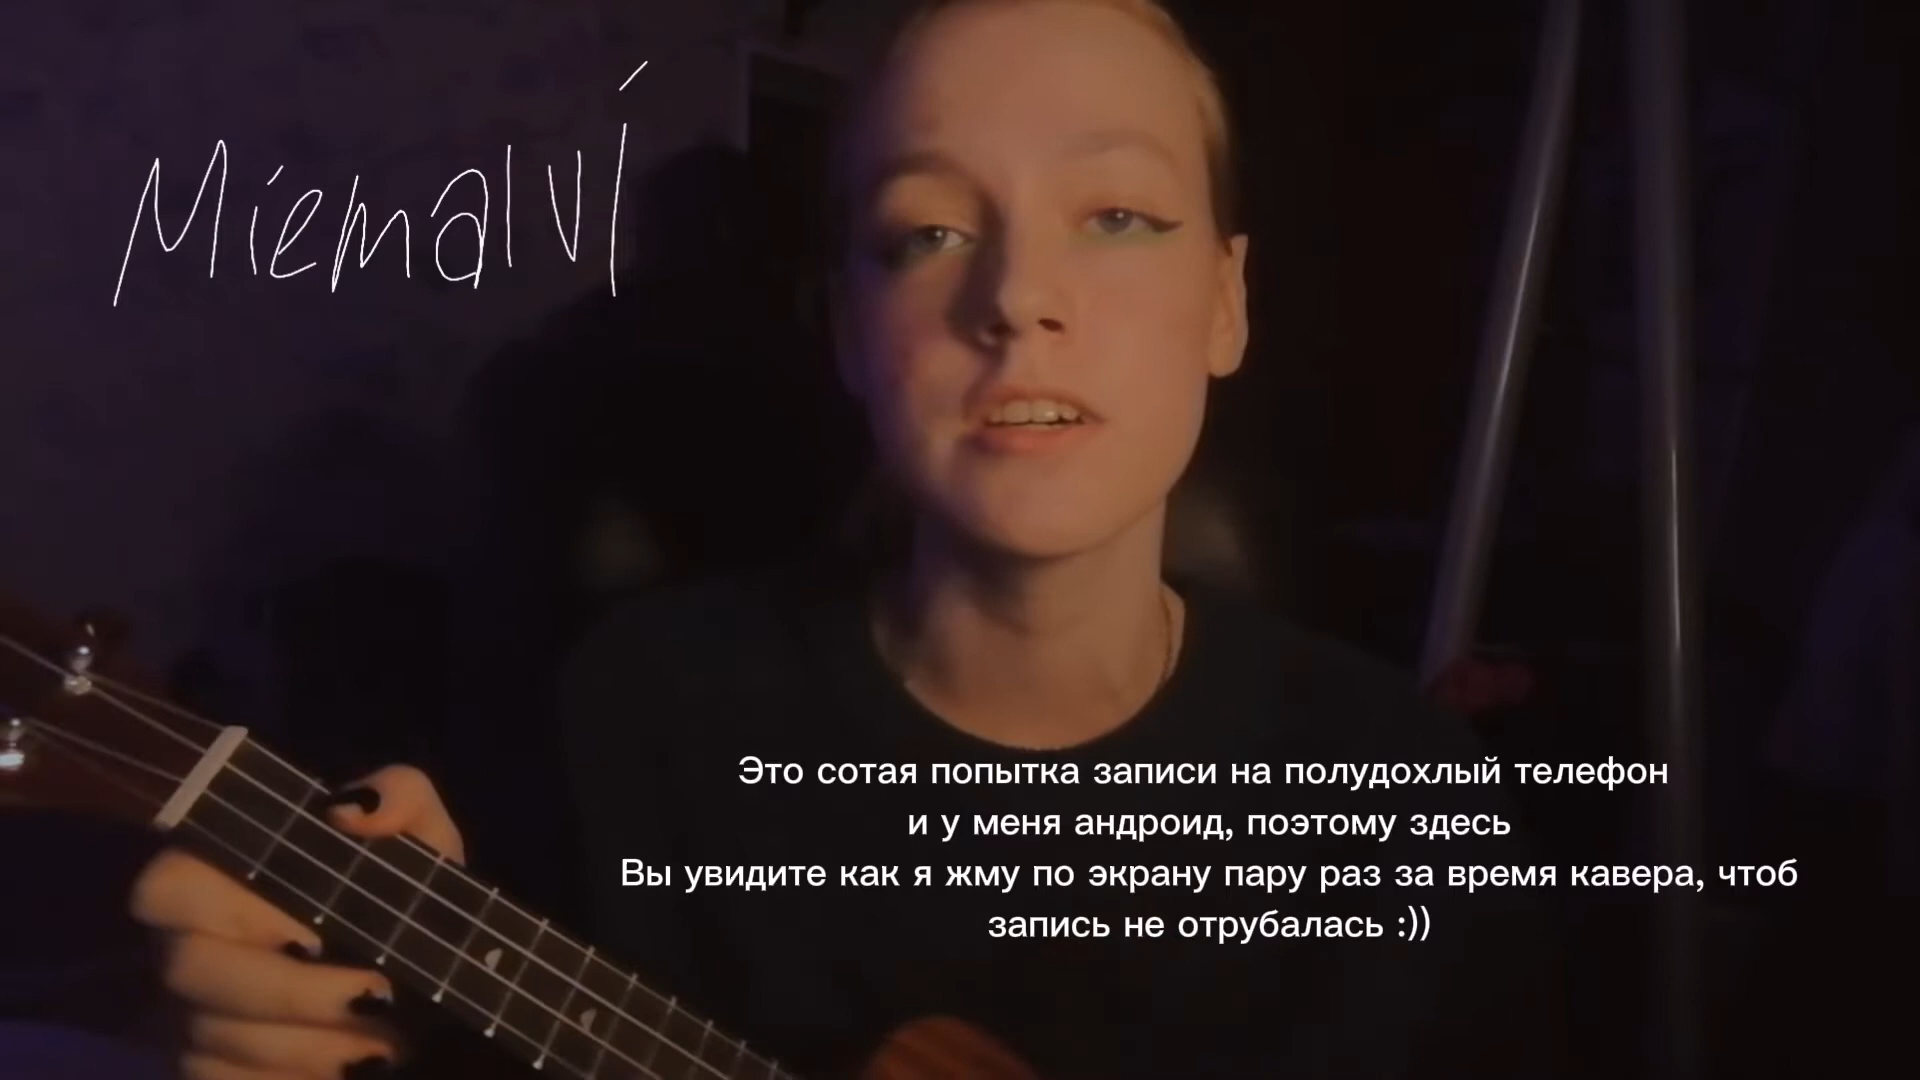 Miemalví
Это сотая попытка записи на полудохлый телефон
и у меня андроид, поэтому здесь
Вы увидите как я жму по экрану пару раз за время кавера, чтоб
запись не отрубалась :))